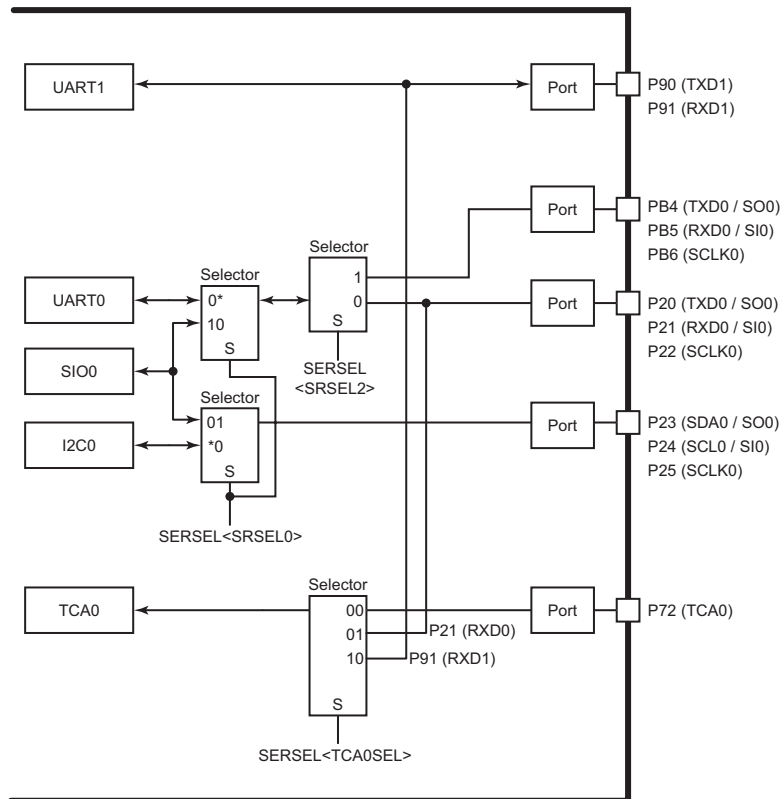 UART1
Port
P90 (TXD1)
P91 (RXD1)
Port
PB4 (TXD0 / SO0)
PB5 (RXD0 / SI0)
PB6 (SCLK0)
Selector
1
0
S
SERSEL
<SRSEL2>
Selector
0*
10
S
UART0
Port
P20 (TXD0 / SO0)
P21 (RXD0 / SI0)
P22 (SCLK0)
SIO0
Selector
01
*0
S
I2C0
Port
P23 (SDA0 / SO0)
P24 (SCL0 / SI0)
P25 (SCLK0)
SERSEL<SRSEL0>
Selector
TCA0
00
01
10
S
P21 (RXD0)
P91 (RXD1)
Port
P72 (TCA0)
SERSEL<TCA0SEL>